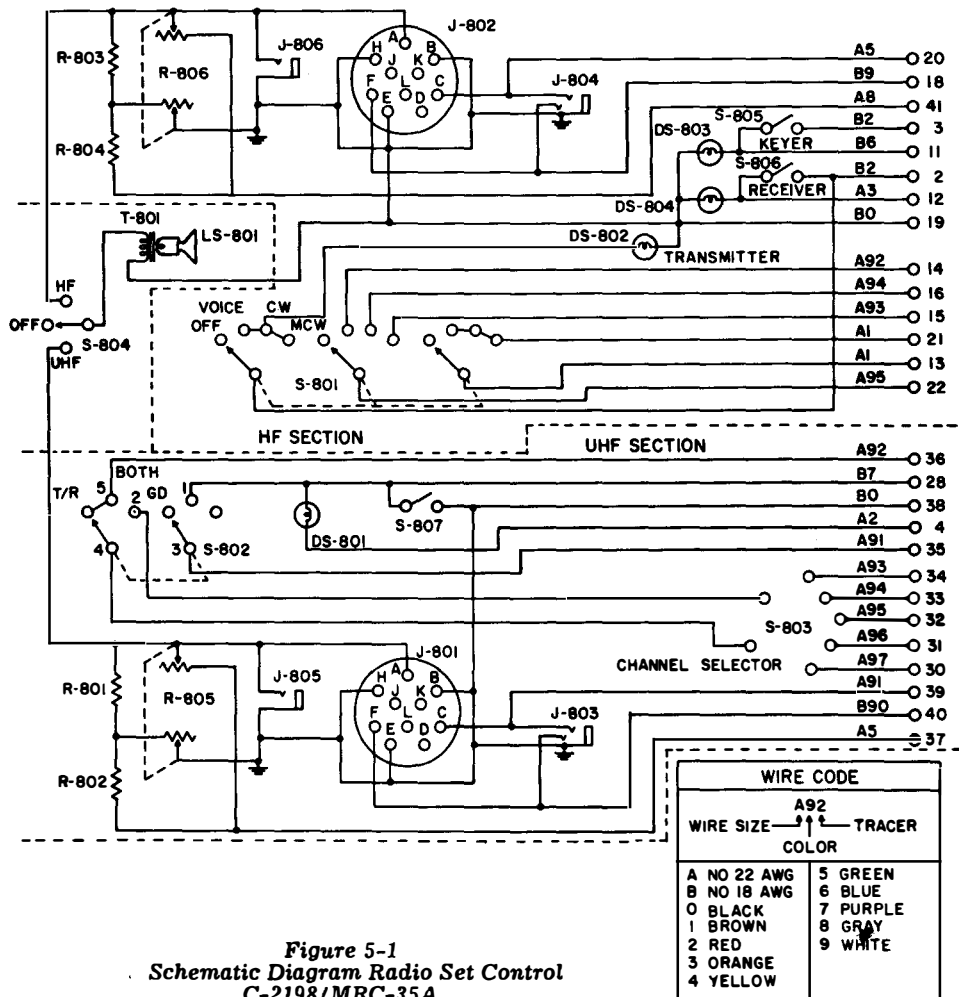 J-802
R-803
R-806
J-806
A
H B
J K
F L C
E D
J-804
A5 20
B9 18
A8 41
S-805
B2 3
DS-803
KEYER
B6 11
R-804
S-806
B2 2
RECEIVER
A3 12
DS-804
B0 19
T-801
LS-801
DS-802
TRANSMITTER
A92 14
HF
A94 16
VOICE CW
A93 15
OFF
S-804
OFF MCW
A1 21
UHF
A1 13
S-801
A95 22
HF SECTION
UHF SECTION
A92 36
BOTH
B7 28
T/R 5 2 GD 1
B0 38
S-807
A2 4
DS-801
4 3 S-802
A91 35
A93 34
A94 33
A95 32
S-803
A96 31
CHANNEL SELECTOR
A97 30
J-801
R-801
R-805
J-805
A
H B
J K
F L C
E D
A91 39
J-803
B90 40
A5 37
R-802
WIRE CODE
A92
WIRE SIZE TRACER
COLOR
A NO 22 AWG 5 GREEN
B NO 18 AWG 6 BLUE
0 BLACK 7 PURPLE
1 BROWN 8 GRAY
2 RED 9 WHITE
3 ORANGE
4 YELLOW
Figure 5-1
Schematic Diagram Radio Set Control
C-2198/MRC-35A